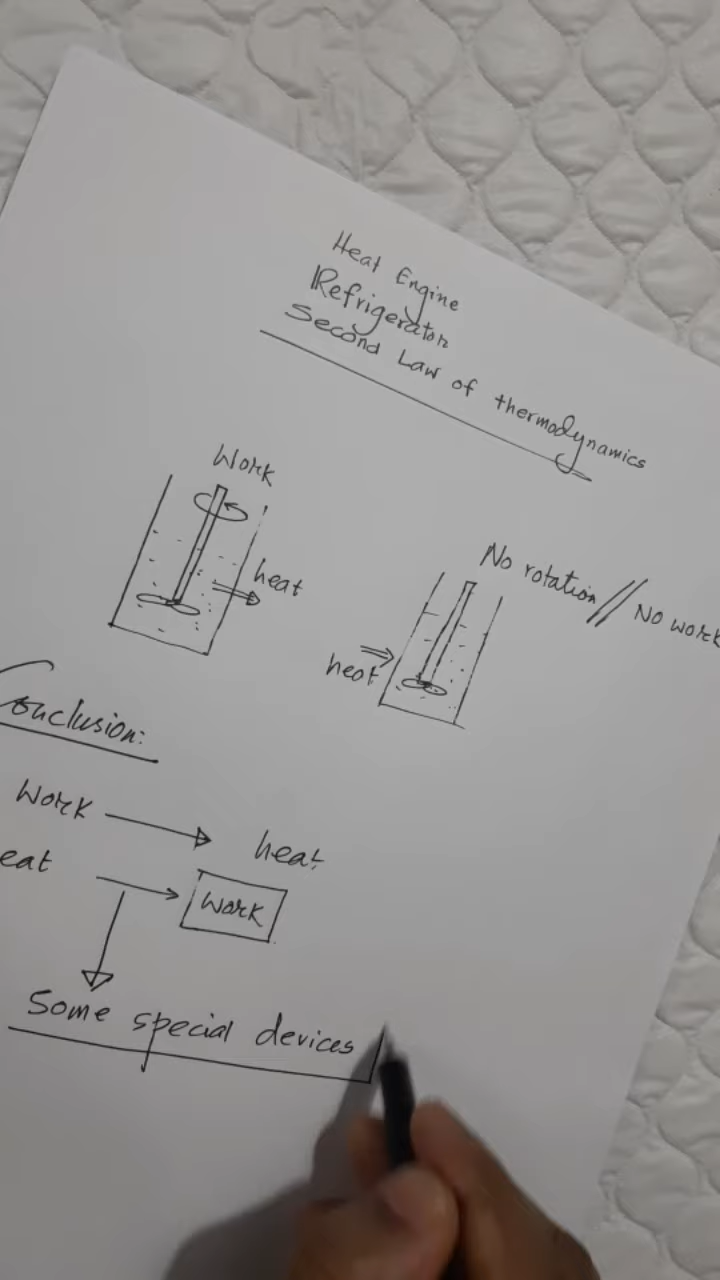 Heat Engine
Refrigerator
Second Law of thermodynamics
Work
heat
No rotation // No work
heat
Conclusion:
Work → heat
eat → Work
Some special devices